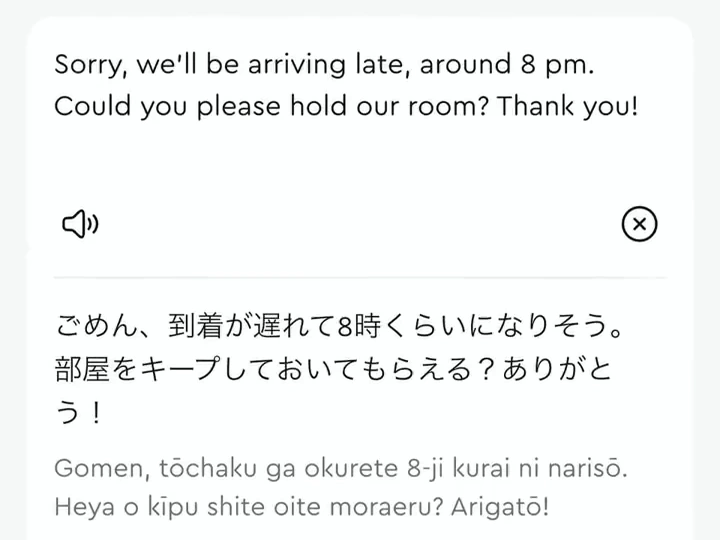 Sorry, we'll be arriving late, around 8 pm.
Could you please hold our room? Thank you!
ごめん、到着が遅れて8時くらいになりそう。
部屋をキープしておいてもらえる？ありがと
う！
Gomen, tōchaku ga okurete 8-ji kurai ni narisō.
Heya o kīpu shite oite moraeru? Arigatō!